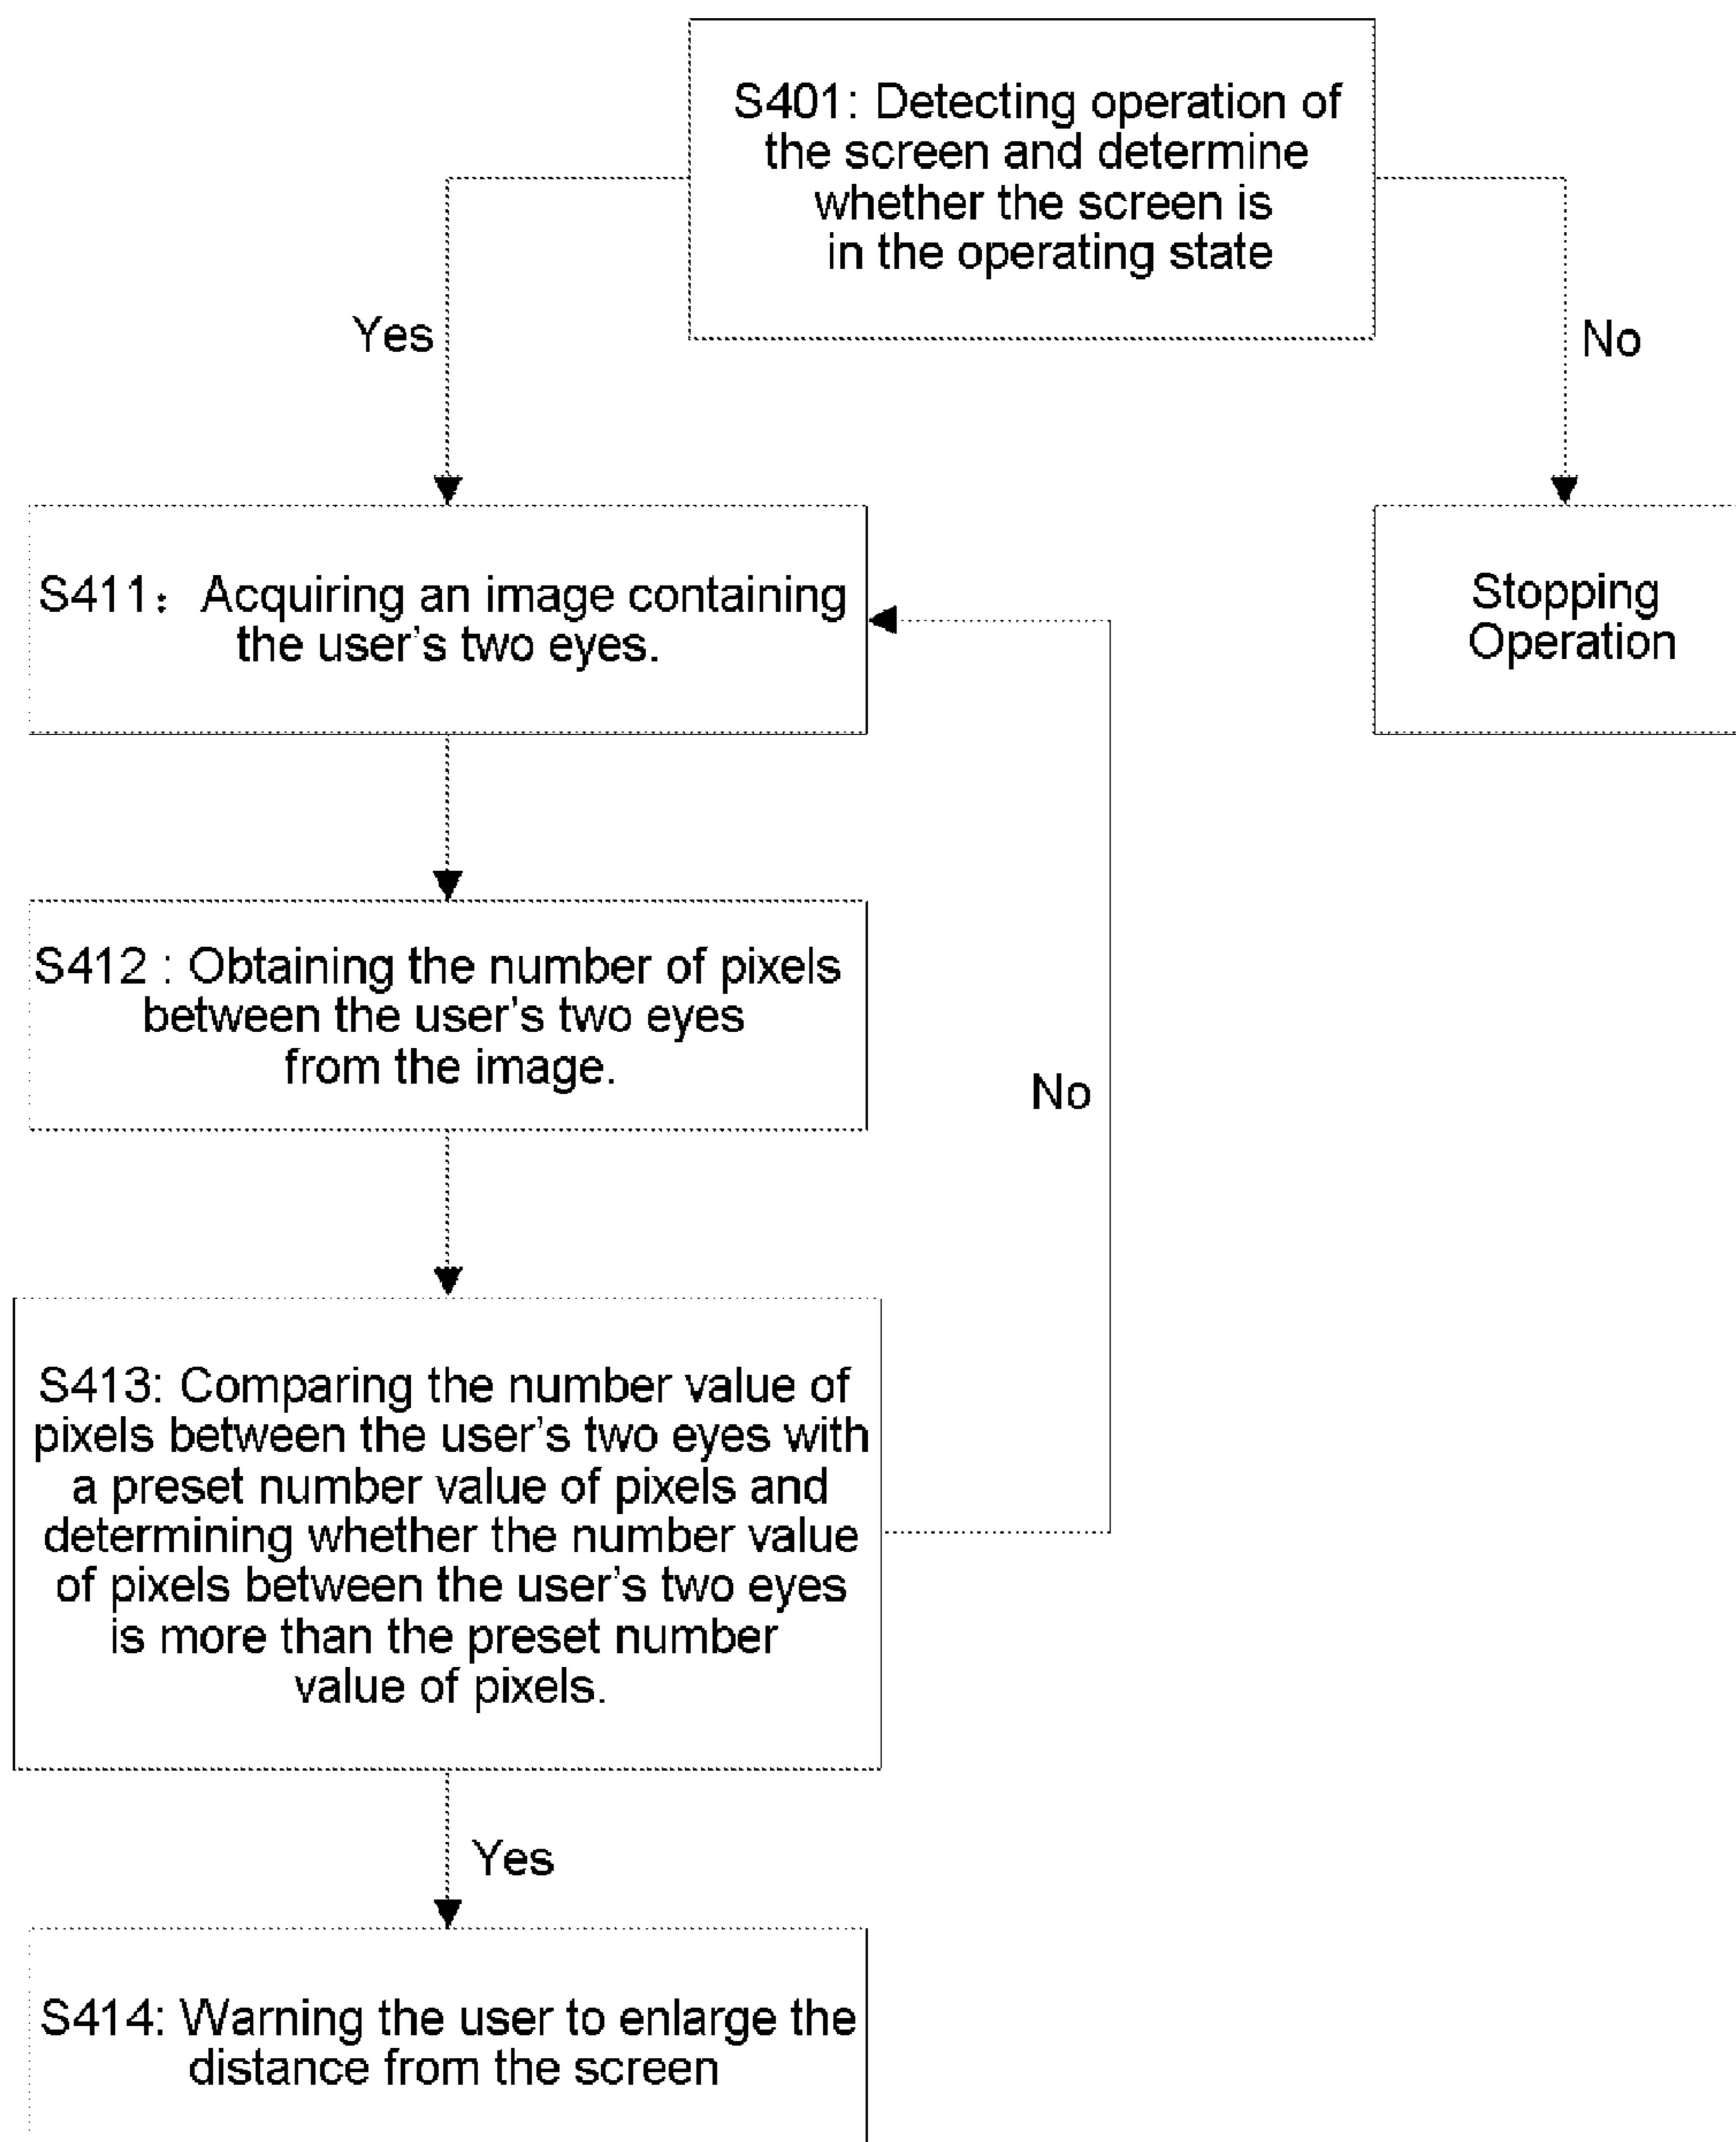 S401: Detecting operation of
the screen and determine
whether the screen is
in the operating state
Yes
No
S411： Acquiring an image containing
the user's two eyes.
Stopping
Operation
S412 : Obtaining the number of pixels
between the user's two eyes
from the image.
No
S413: Comparing the number value of
pixels between the user's two eyes with
a preset number value of pixels and
determining whether the number value
of pixels between the user's two eyes
is more than the preset number
value of pixels.
Yes
S414: Warning the user to enlarge the
distance from the screen